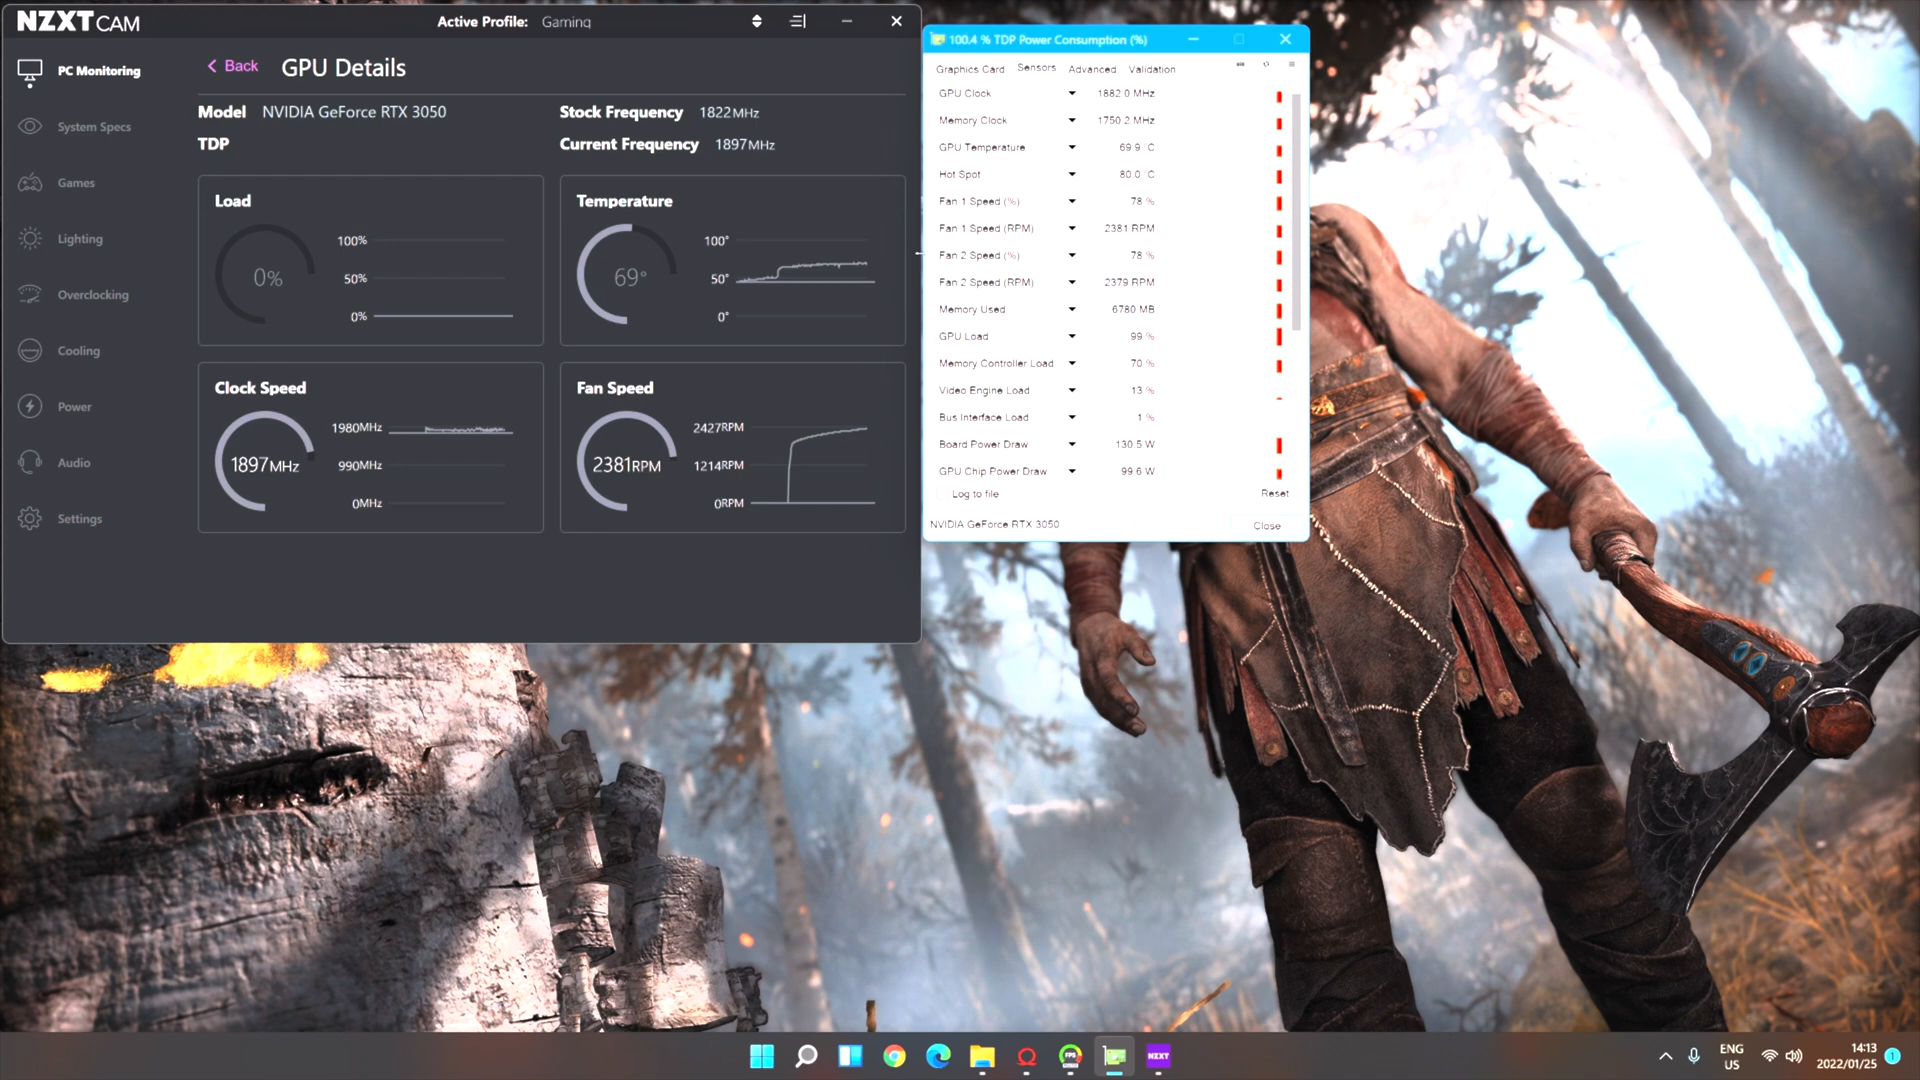 NZXT CAM
Active Profile: Gaming
PC Monitoring
System Specs
Games
Lighting
Overclocking
Cooling
Power
Audio
Settings
Back
GPU Details
Model NVIDIA GeForce RTX 3050
TDP
Stock Frequency 1822MHz
Current Frequency 1897MHz
Load
0%
100%
50%
0%
Temperature
69°
100°
50°
0°
Clock Speed
1897MHz
1980MHz
990MHz
0MHz
Fan Speed
2381RPM
2427RPM
1214RPM
0RPM
100.4 % TDP Power Consumption (%)
Graphics Card Sensors Advanced Validation
GPU Clock 1882.0 MHz
Memory Clock 1750.2 MHz
GPU Temperature 69.9 °C
Hot Spot 80.0 °C
Fan 1 Speed (%) 78 %
Fan 1 Speed (RPM) 2381 RPM
Fan 2 Speed (%) 78 %
Fan 2 Speed (RPM) 2379 RPM
Memory Used 6780 MB
GPU Load 99 %
Memory Controller Load 70 %
Video Engine Load 13 %
Bus Interface Load 1 %
Board Power Draw 130.5 W
GPU Chip Power Draw 99.6 W
Log to file
Reset
NVIDIA GeForce RTX 3050
Close
FPS
NZXT
ENG
US
14:13
2022/01/25
1